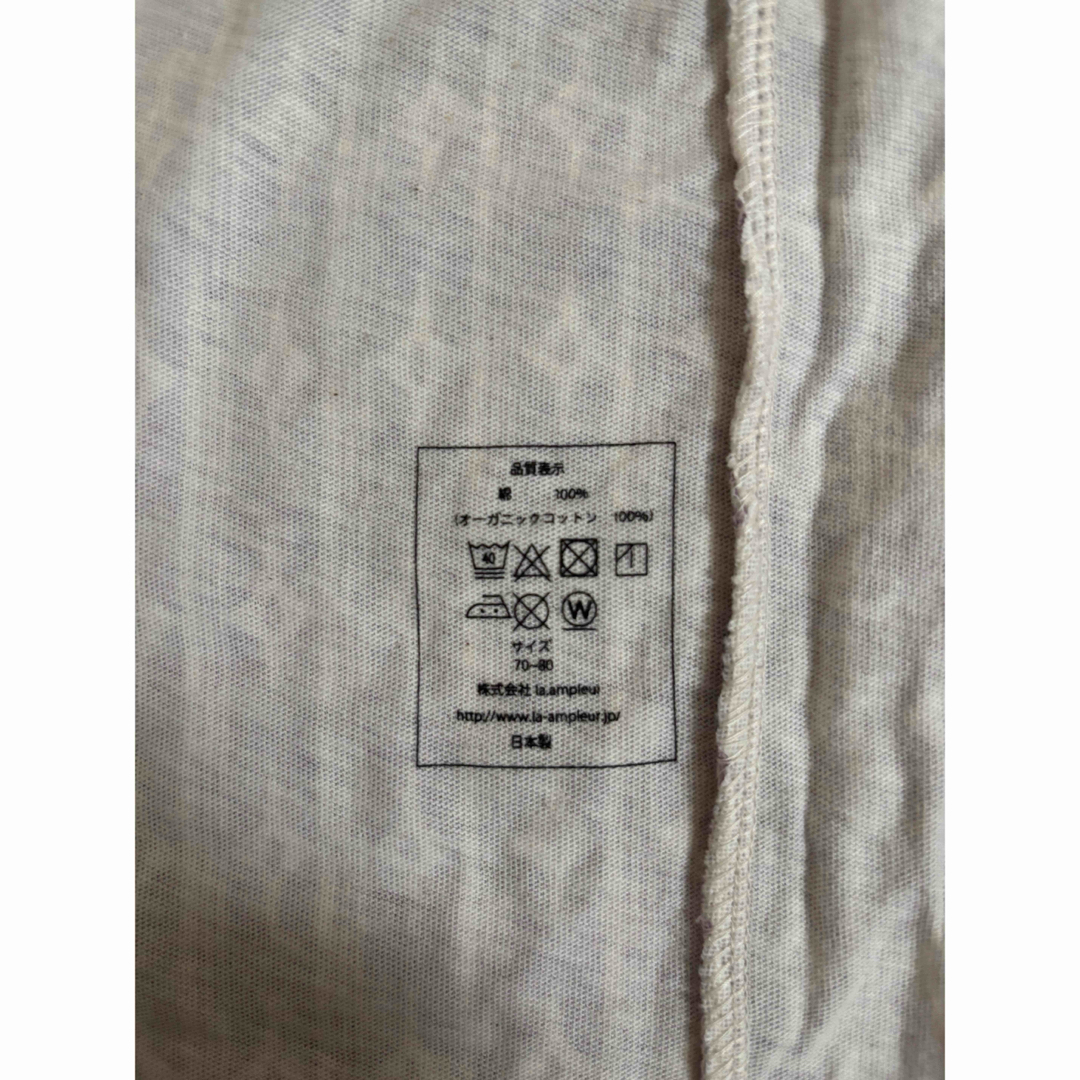 品質表示
綿 100%
(オーガニックコットン 100%)
40
W
サイズ
70-80
株式会社 la.ampleur
http://www.la-ampleur.jp/
日本製